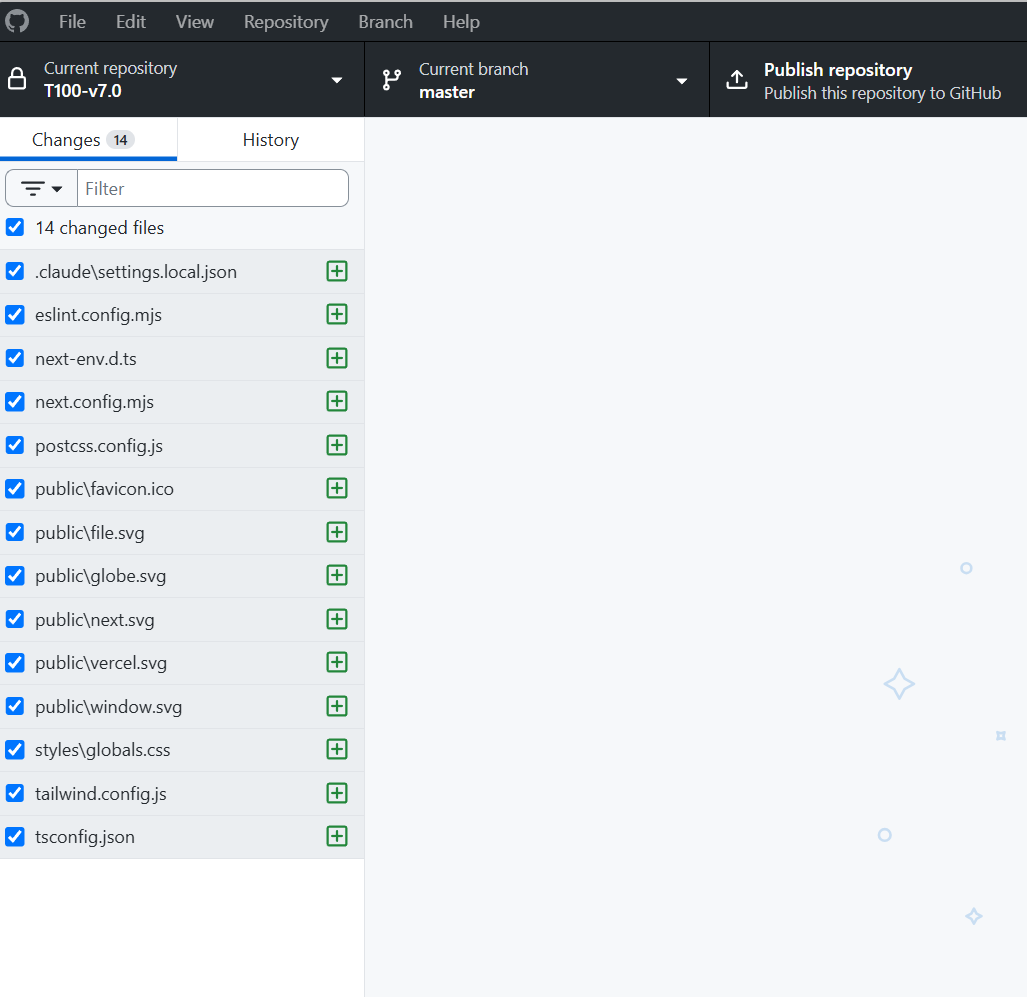 File Edit View Repository Branch Help
Current repository
T100-v7.0
Current branch
master
Publish repository
Publish this repository to GitHub
Changes 14
History
Filter
14 changed files
.claude\settings.local.json
eslint.config.mjs
next-env.d.ts
next.config.mjs
postcss.config.js
public\favicon.ico
public\file.svg
public\globe.svg
public\next.svg
public\vercel.svg
public\window.svg
styles\globals.css
tailwind.config.js
tsconfig.json